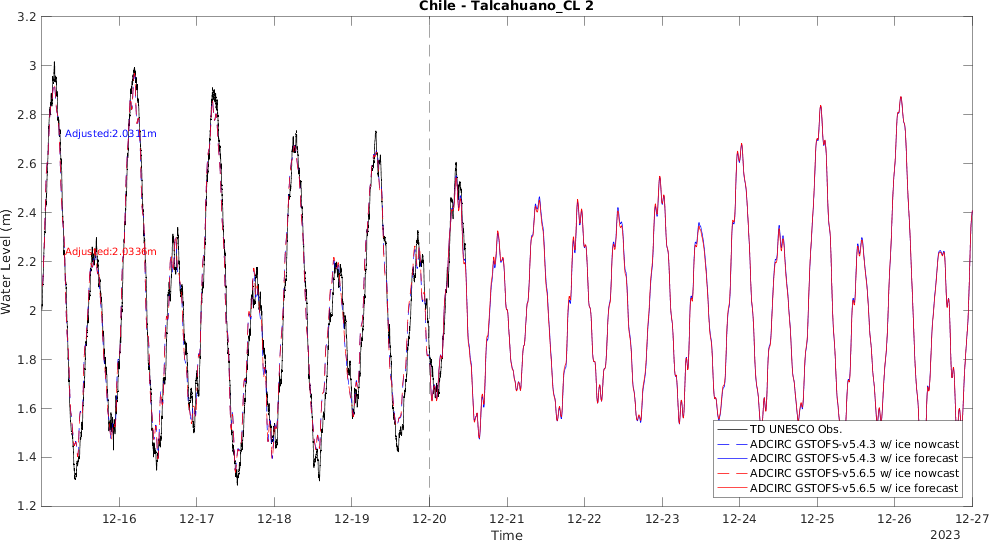 Chile - Talcahuano_CL 2
Water Level (m)
3.2
3
2.8
2.6
2.4
2.2
2
1.8
1.6
1.4
1.2
Adjusted:2.0311m
Adjusted:2.0336m
TD UNESCO Obs.
ADCIRC GSTOFS-v5.4.3 w/ ice nowcast
ADCIRC GSTOFS-v5.4.3 w/ ice forecast
ADCIRC GSTOFS-v5.6.5 w/ ice nowcast
ADCIRC GSTOFS-v5.6.5 w/ ice forecast
12-16 12-17 12-18 12-19 12-20 12-21 12-22 12-23 12-24 12-25 12-26 12-27
Time
2023